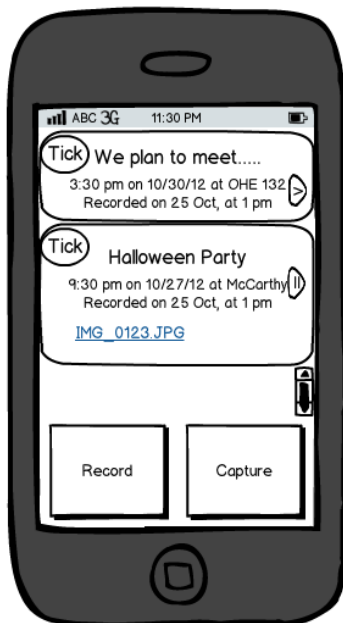 ABC 3G 11:30 PM
Tick We plan to meet.....
3:30 pm on 10/30/12 at OHE 132 >
Recorded on 25 Oct, at 1 pm
Tick
Halloween Party
9:30 pm on 10/27/12 at McCarthy ||
Recorded on 25 Oct, at 1 pm
IMG_0123.JPG
Record Capture